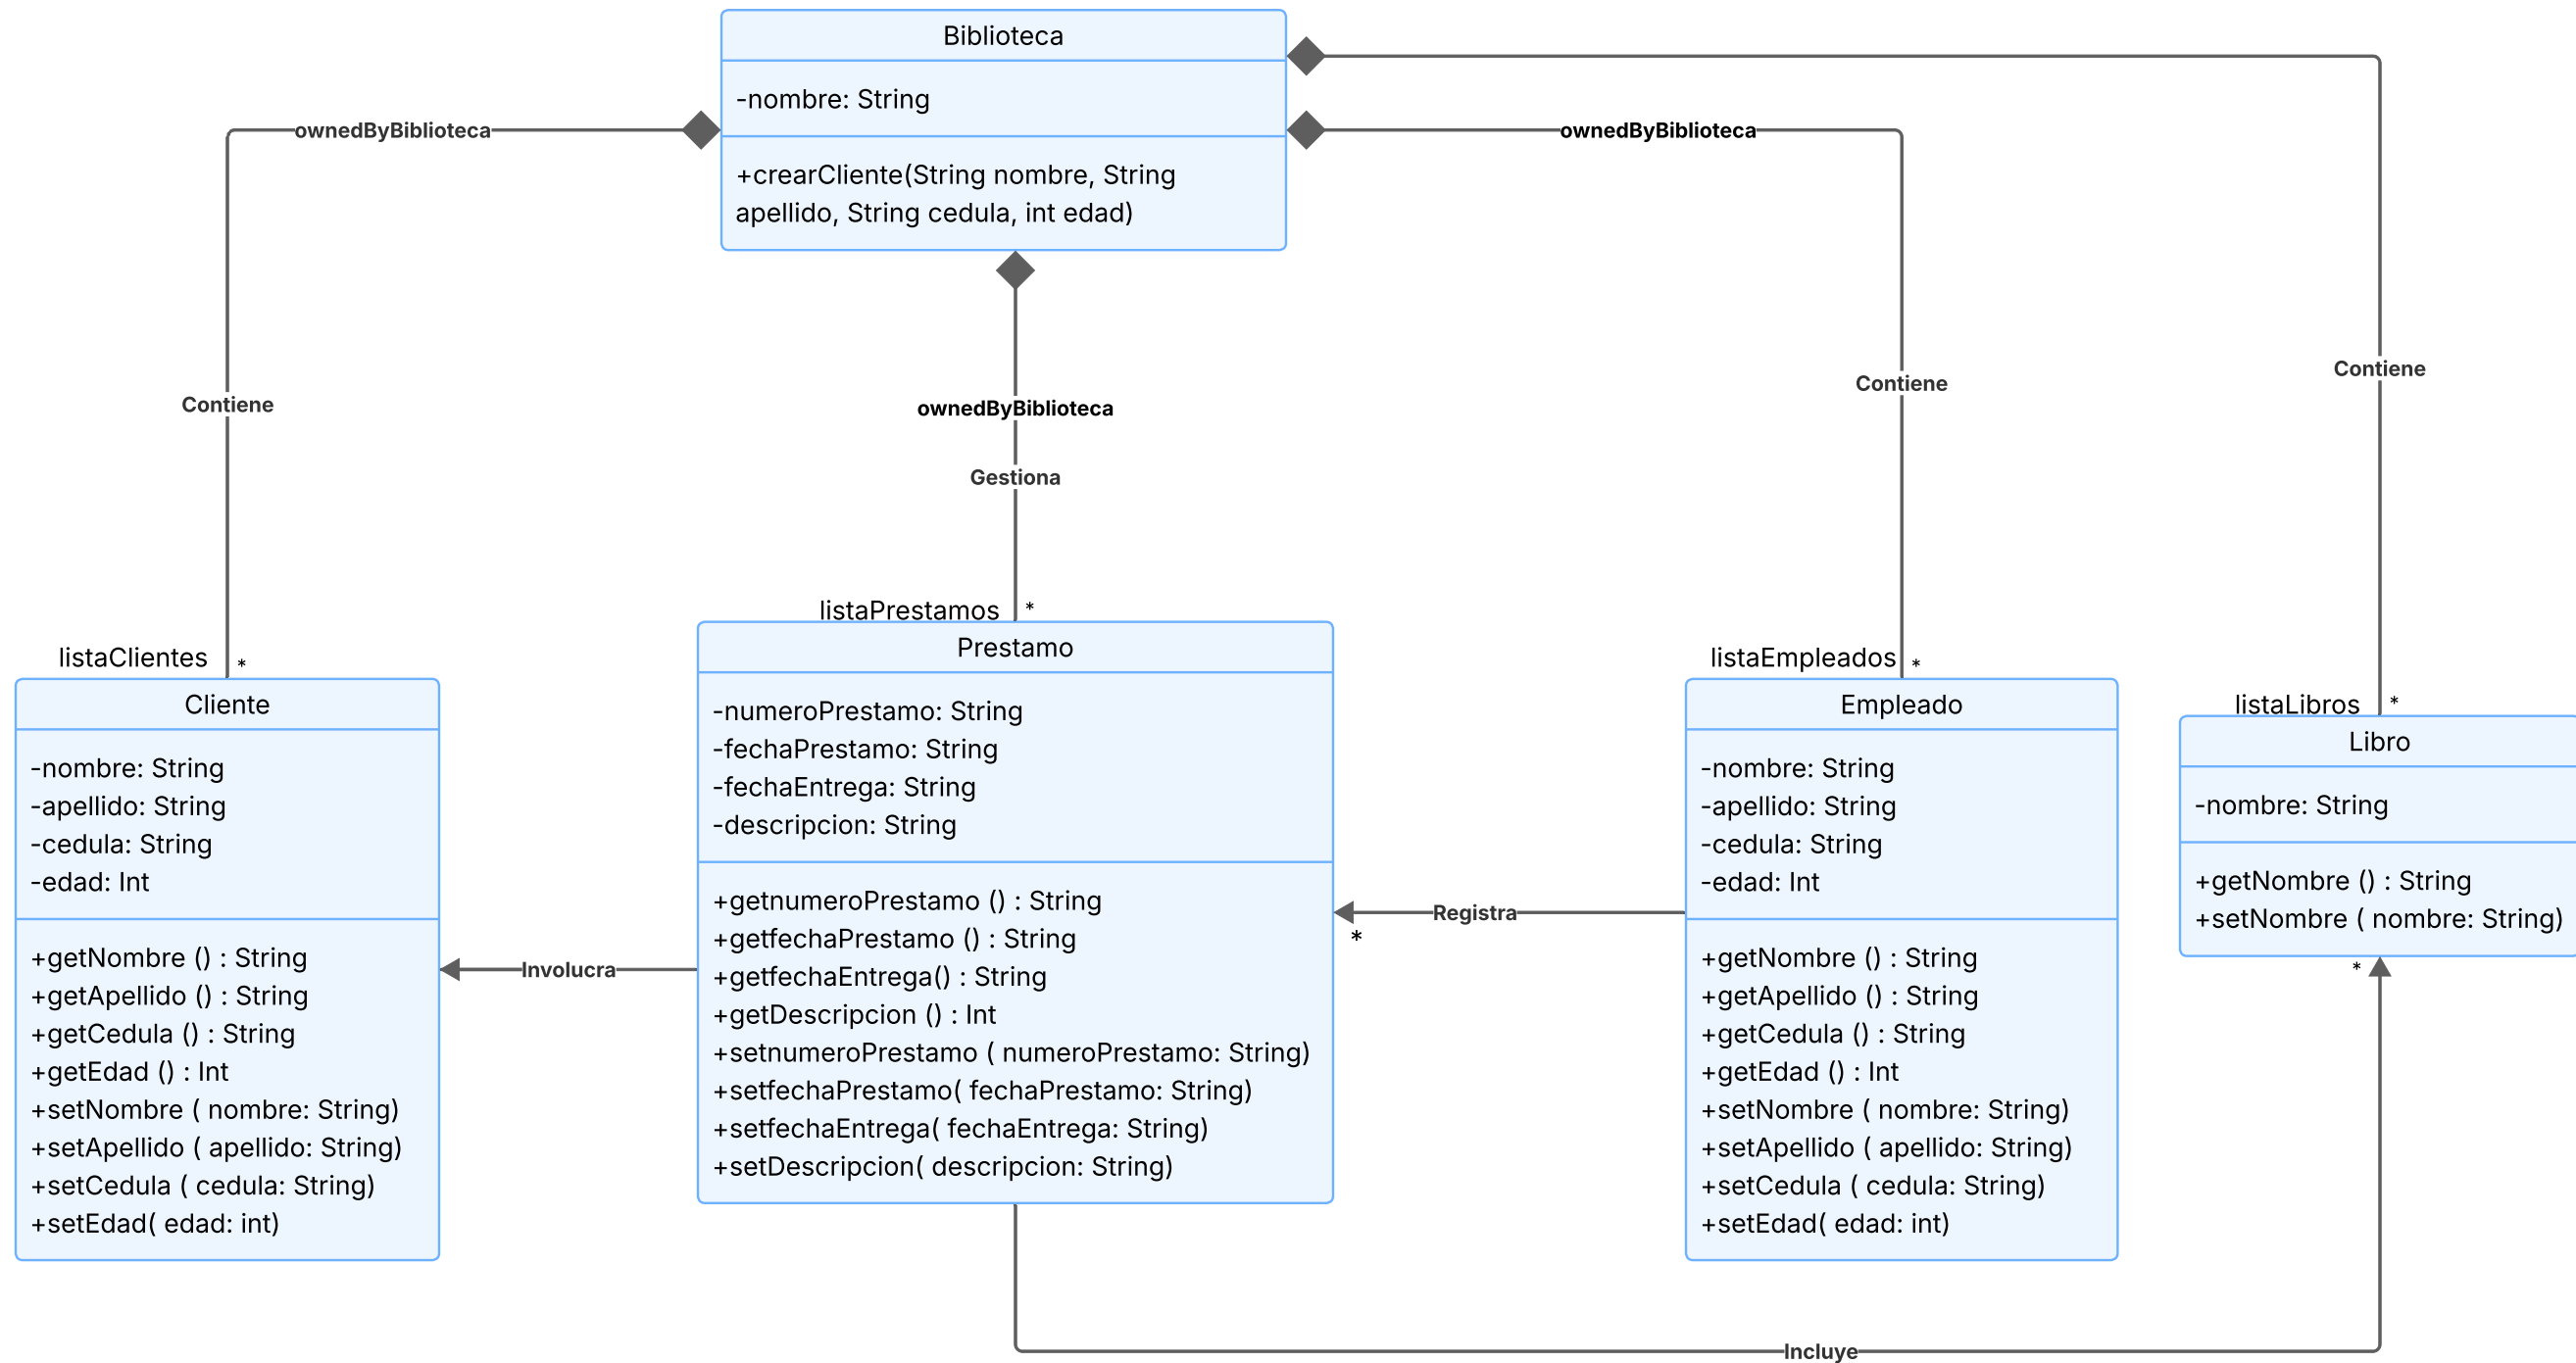 Biblioteca
-nombre: String
+crearCliente(String nombre, String
apellido, String cedula, int edad)
ownedByBiblioteca
ownedByBiblioteca
Contiene
Contiene
Contiene
ownedByBiblioteca
Gestiona
listaClientes *
listaPrestamos *
listaEmpleados *
listaLibros *
Cliente
-nombre: String
-apellido: String
-cedula: String
-edad: Int
+getNombre () : String
+getApellido () : String
+getCedula () : String
+getEdad () : Int
+setNombre ( nombre: String)
+setApellido ( apellido: String)
+setCedula ( cedula: String)
+setEdad( edad: int)
Involucra
Prestamo
-numeroPrestamo: String
-fechaPrestamo: String
-fechaEntrega: String
-descripcion: String
+getnumeroPrestamo () : String
+getfechaPrestamo () : String
+getfechaEntrega() : String
+getDescripcion () : Int
+setnumeroPrestamo ( numeroPrestamo: String)
+setfechaPrestamo( fechaPrestamo: String)
+setfechaEntrega( fechaEntrega: String)
+setDescripcion( descripcion: String)
Registra
*
Empleado
-nombre: String
-apellido: String
-cedula: String
-edad: Int
+getNombre () : String
+getApellido () : String
+getCedula () : String
+getEdad () : Int
+setNombre ( nombre: String)
+setApellido ( apellido: String)
+setCedula ( cedula: String)
+setEdad( edad: int)
Libro
-nombre: String
+getNombre () : String
+setNombre ( nombre: String)
*
Incluye